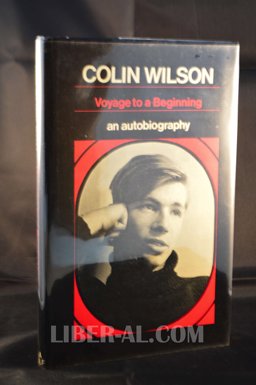 COLIN WILSON
Voyage to a Beginning
an autobiography
LIBER-AL.COM